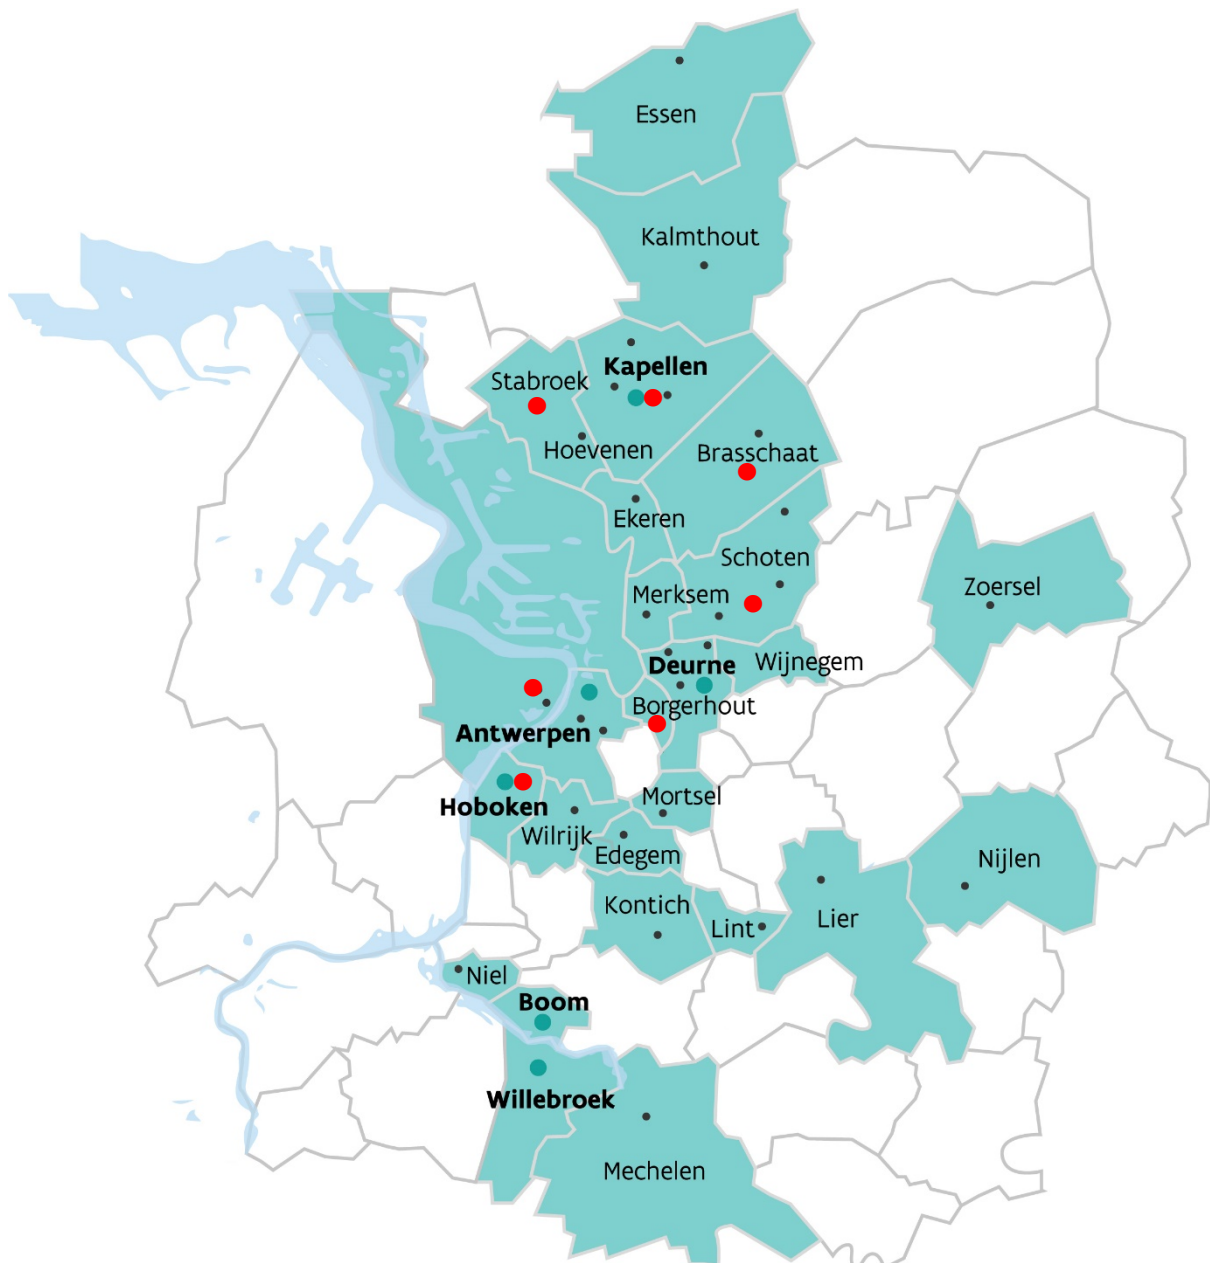 Essen
Kalmthout
Kapellen
Stabroek
Hoevenen
Brasschaat
Ekeren
Schoten
Zoersel
Merksem
Deurne
Wijnegem
Borgerhout
Antwerpen
Hoboken
Mortsel
Wilrijk
Edegem
Nijlen
Kontich
Lint
Lier
Niel
Boom
Willebroek
Mechelen